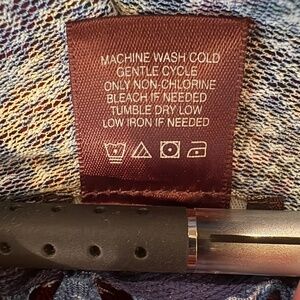 MACHINE WASH COLD
GENTLE CYCLE
ONLY NON-CHLORINE
BLEACH IF NEEDED
TUMBLE DRY LOW
LOW IRON IF NEEDED